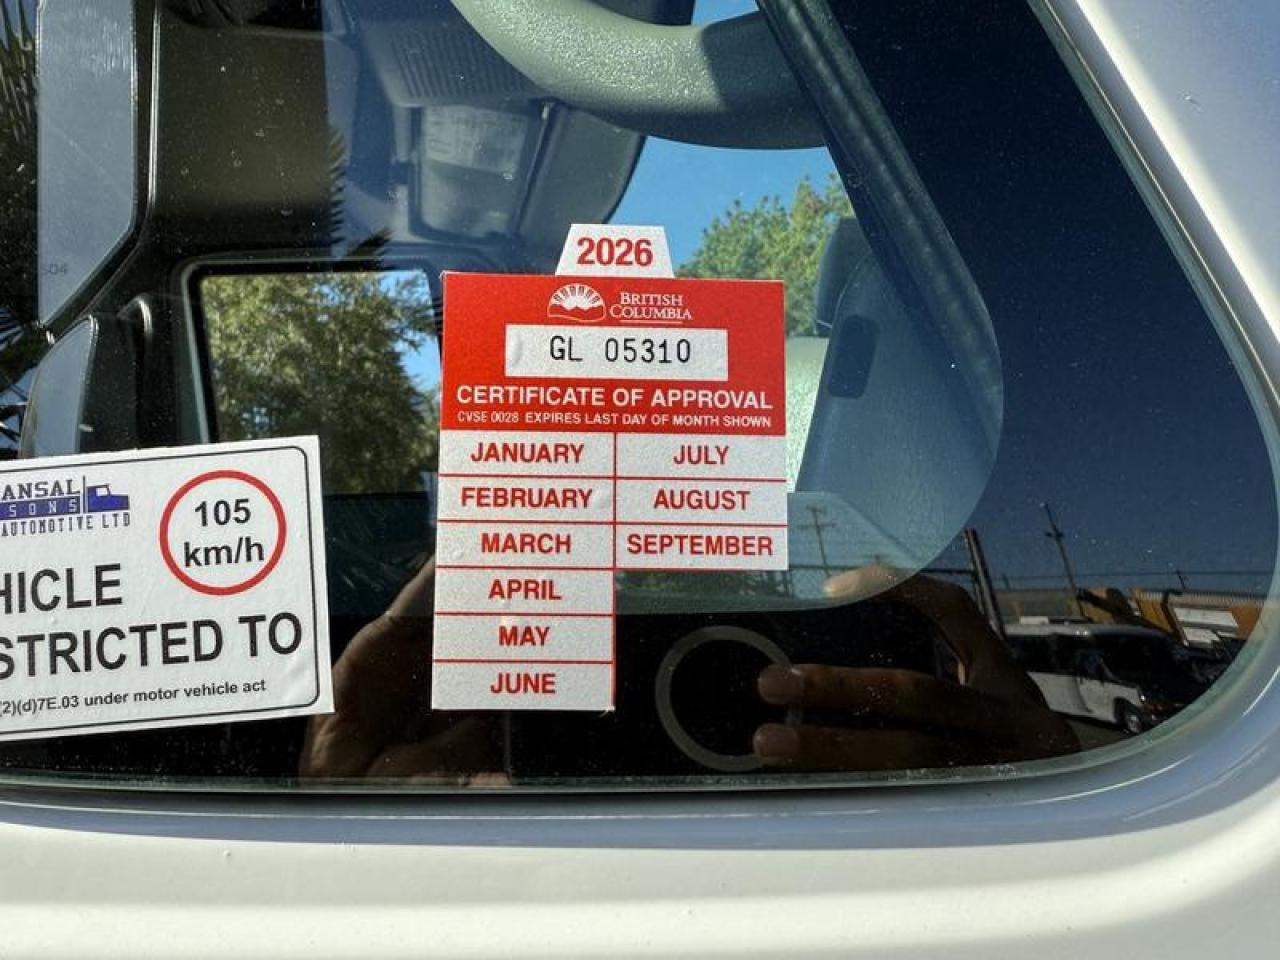 2026
BRITISH
COLUMBIA
GL 05310
CERTIFICATE OF APPROVAL
CVSE 0028 EXPIRES LAST DAY OF MONTH SHOWN
JANUARY JULY
FEBRUARY AUGUST
MARCH SEPTEMBER
APRIL
MAY
JUNE
ANSAL
SONS
AUTOMOTIVE LTD
105
km/h
HICLE
STRICTED TO
(2)(d)7E.03 under motor vehicle act